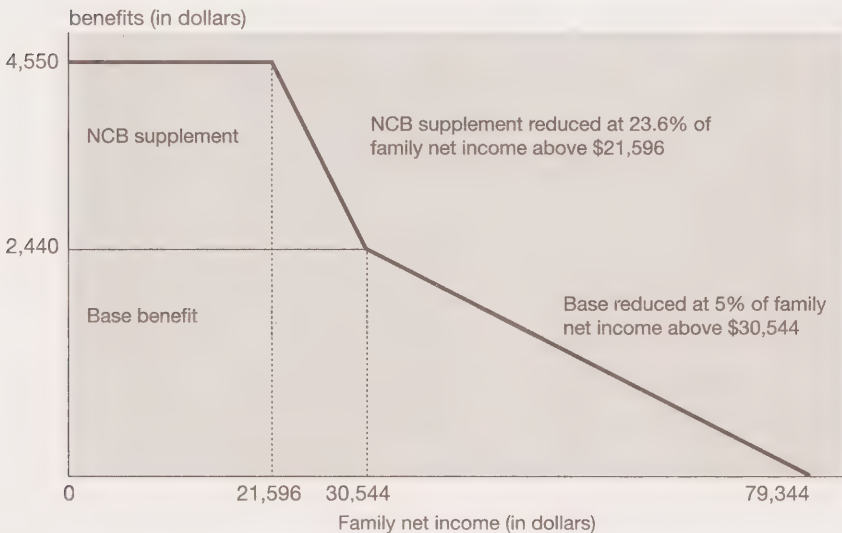 benefits (in dollars)
4,550
NCB supplement
NCB supplement reduced at 23.6% of
family net income above $21,596
2,440
Base benefit
Base reduced at 5% of family
net income above $30,544
0
21,596
30,544
79,344
Family net income (in dollars)